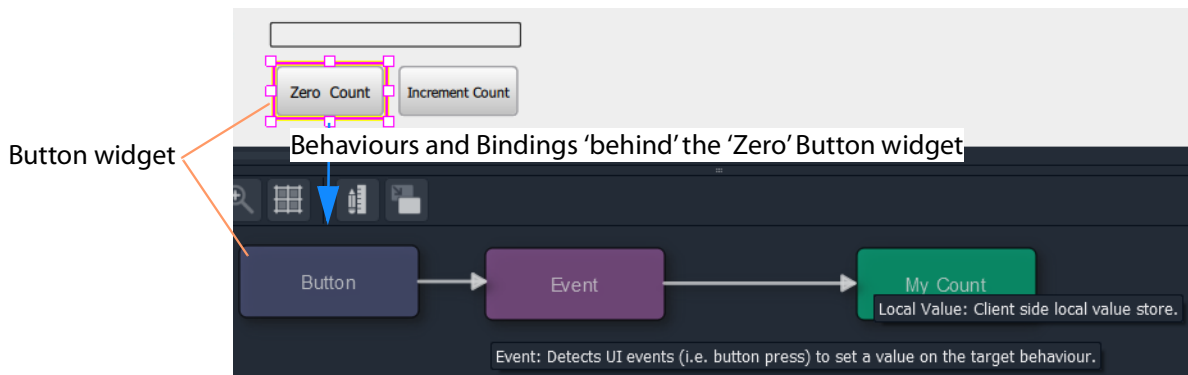 Zero Count
Increment Count
Behaviours and Bindings ‘behind’ the ‘Zero’ Button widget
Button widget
Button
Event
My Count
Local Value: Client side local value store.
Event: Detects UI events (i.e. button press) to set a value on the target behaviour.